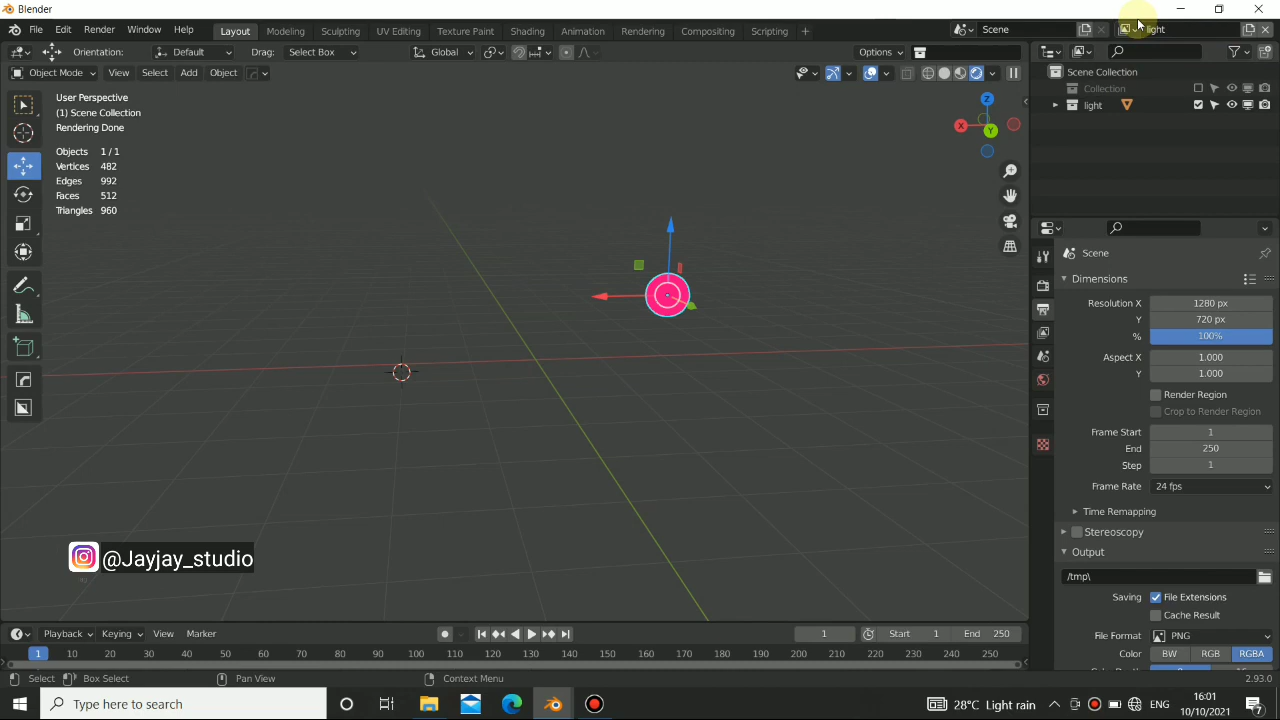 Blender
File Edit Render Window Help Layout Modeling Sculpting UV Editing Texture Paint Shading Animation Rendering Compositing Scripting + Scene light
Orientation: Default Drag: Select Box Global Options
Object Mode View Select Add Object
User Perspective
(1) Scene Collection
Rendering Done
Objects 1 / 1
Vertices 482
Edges 992
Faces 512
Triangles 960
Z
X
Y
@Jayjay_studio
Scene Collection
Collection
light
Scene
Dimensions
Resolution X 1280 px
Y 720 px
% 100%
Aspect X 1.000
Y 1.000
Render Region
Crop to Render Region
Frame Start 1
End 250
Step 1
Frame Rate 24 fps
Time Remapping
Stereoscopy
Output
/tmp\
Saving File Extensions
Cache Result
File Format PNG
Color BW RGB RGBA
Playback Keying View Marker 1 Start 1 End 250
1 10 20 30 40 50 60 70 80 90 100 110 120 130 140 150 160 170 180 190 200 210 220 230 240 250
Select Box Select Pan View Context Menu 2.93.0
Type here to search 28°C Light rain ENG 16:01
10/10/2021